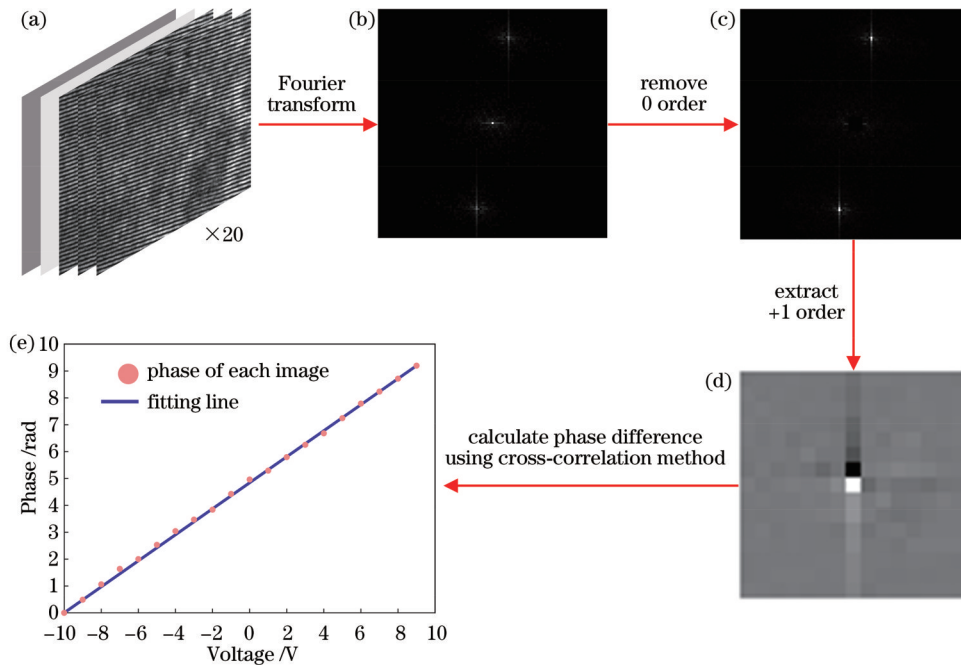 (a)
×20
Fourier
transform
(b)
remove
0 order
(c)
extract
+1 order
(d)
calculate phase difference
using cross-correlation method
(e)
phase of each image
fitting line
Phase /rad
10
9
8
7
6
5
4
3
2
1
0
−10 −8 −6 −4 −2 0 2 4 6 8 10
Voltage /V